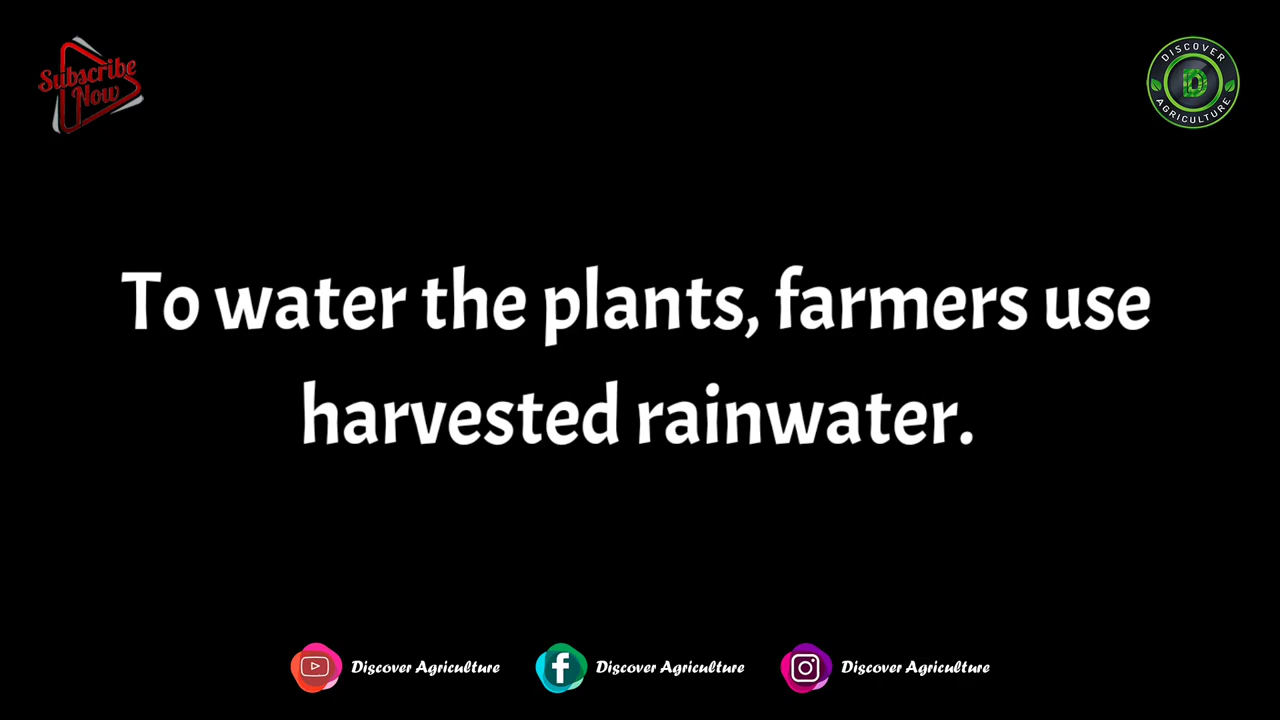 Subscribe
Now
DISCOVER
D
AGRICULTURE
To water the plants, farmers use
harvested rainwater.
Discover Agriculture
Discover Agriculture
Discover Agriculture